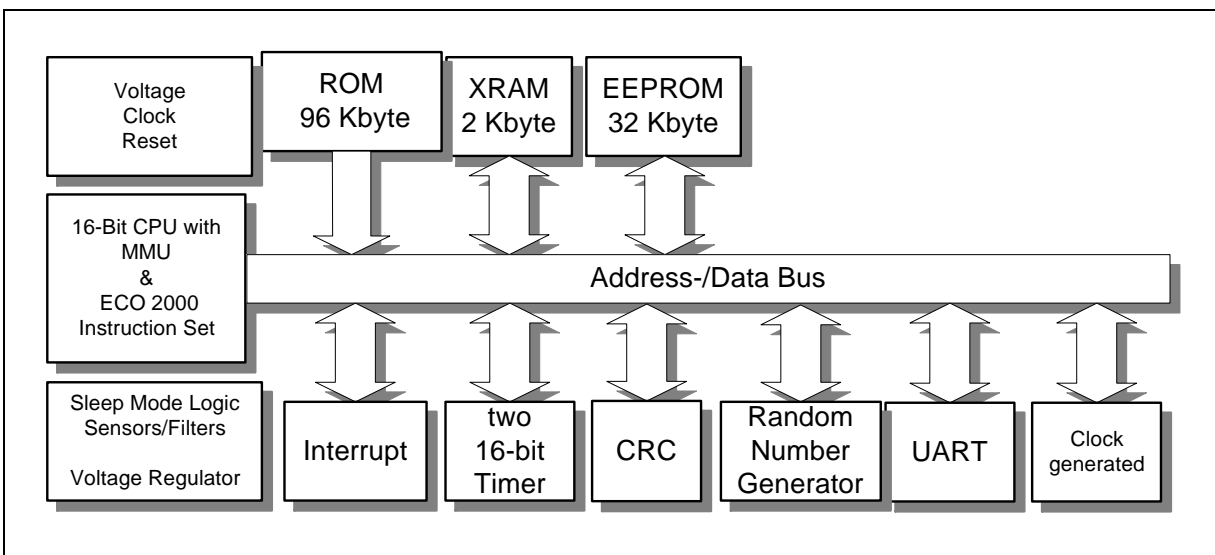 Voltage
Clock
Reset
ROM
96 Kbyte
XRAM
2 Kbyte
EEPROM
32 Kbyte
16-Bit CPU with
MMU
&
ECO 2000
Instruction Set
Address-/Data Bus
Sleep Mode Logic
Sensors/Filters
Voltage Regulator
Interrupt
two
16-bit
Timer
CRC
Random
Number
Generator
UART
Clock
generated